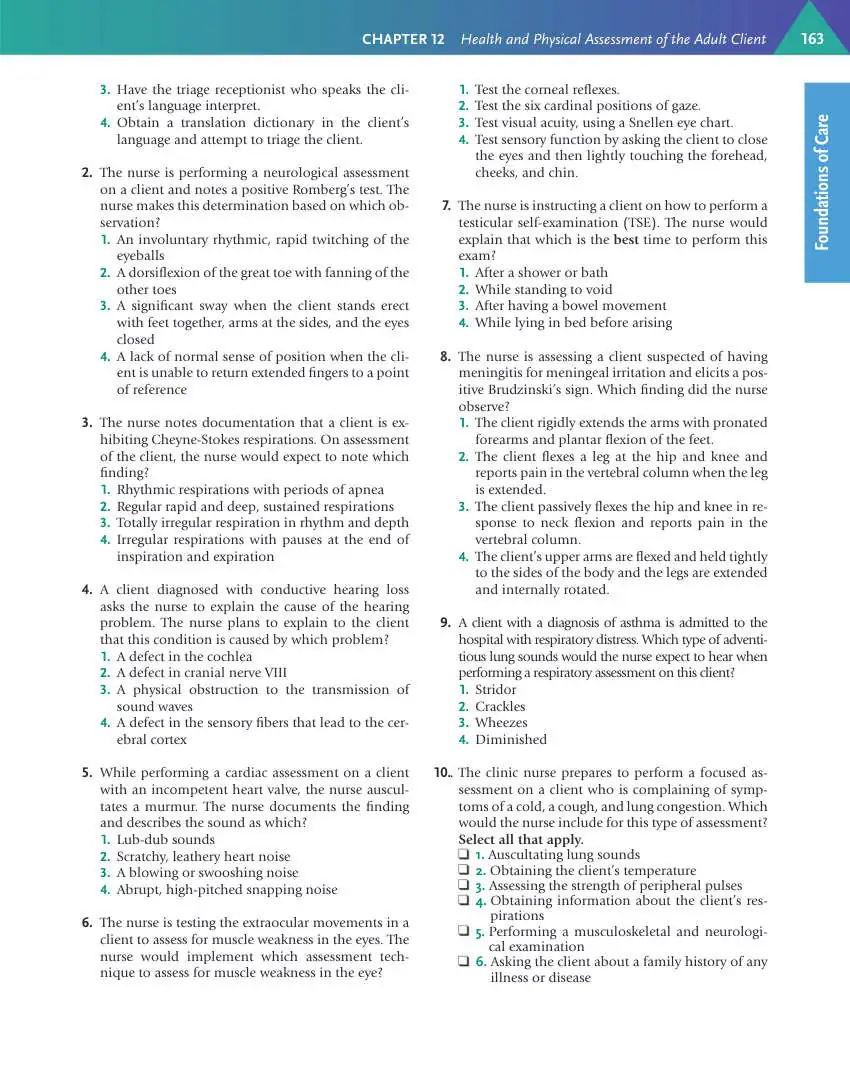 CHAPTER 12 Health and Physical Assessment of the Adult Client 163
3. Have the triage receptionist who speaks the cli-
ent's language interpret.
4. Obtain a translation dictionary in the client's
language and attempt to triage the client.
2. The nurse is performing a neurological assessment
on a client and notes a positive Romberg's test. The
nurse makes this determination based on which ob-
servation?
1. An involuntary rhythmic, rapid twitching of the
eyeballs
2. A dorsiflexion of the great toe with fanning of the
other toes
3. A significant sway when the client stands erect
with feet together, arms at the sides, and the eyes
closed
4. A lack of normal sense of position when the cli-
ent is unable to return extended fingers to a point
of reference
3. The nurse notes documentation that a client is ex-
hibiting Cheyne-Stokes respirations. On assessment
of the client, the nurse would expect to note which
finding?
1. Rhythmic respirations with periods of apnea
2. Regular rapid and deep, sustained respirations
3. Totally irregular respiration in rhythm and depth
4. Irregular respirations with pauses at the end of
inspiration and expiration
4. A client diagnosed with conductive hearing loss
asks the nurse to explain the cause of the hearing
problem. The nurse plans to explain to the client
that this condition is caused by which problem?
1. A defect in the cochlea
2. A defect in cranial nerve VIII
3. A physical obstruction to the transmission of
sound waves
4. A defect in the sensory fibers that lead to the cer-
ebral cortex
5. While performing a cardiac assessment on a client
with an incompetent heart valve, the nurse auscul-
tates a murmur. The nurse documents the finding
and describes the sound as which?
1. Lub-dub sounds
2. Scratchy, leathery heart noise
3. A blowing or swooshing noise
4. Abrupt, high-pitched snapping noise
6. The nurse is testing the extraocular movements in a
client to assess for muscle weakness in the eyes. The
nurse would implement which assessment tech-
nique to assess for muscle weakness in the eye?
1. Test the corneal reflexes.
2. Test the six cardinal positions of gaze.
3. Test visual acuity, using a Snellen eye chart.
4. Test sensory function by asking the client to close
the eyes and then lightly touching the forehead,
cheeks, and chin.
7. The nurse is instructing a client on how to perform a
testicular self-examination (TSE). The nurse would
explain that which is the best time to perform this
exam?
1. After a shower or bath
2. While standing to void
3. After having a bowel movement
4. While lying in bed before arising
8. The nurse is assessing a client suspected of having
meningitis for meningeal irritation and elicits a pos-
itive Brudzinski's sign. Which finding did the nurse
observe?
1. The client rigidly extends the arms with pronated
forearms and plantar flexion of the feet.
2. The client flexes a leg at the hip and knee and
reports pain in the vertebral column when the leg
is extended.
3. The client passively flexes the hip and knee in re-
sponse to neck flexion and reports pain in the
vertebral column.
4. The client's upper arms are flexed and held tightly
to the sides of the body and the legs are extended
and internally rotated.
9. A client with a diagnosis of asthma is admitted to the
hospital with respiratory distress. Which type of adventi-
tious lung sounds would the nurse expect to hear when
performing a respiratory assessment on this client?
1. Stridor
2. Crackles
3. Wheezes
4. Diminished
10.. The clinic nurse prepares to perform a focused as-
sessment on a client who is complaining of symp-
toms of a cold, a cough, and lung congestion. Which
would the nurse include for this type of assessment?
Select all that apply.
❑ 1. Auscultating lung sounds
❑ 2. Obtaining the client's temperature
❑ 3. Assessing the strength of peripheral pulses
❑ 4. Obtaining information about the client's res-
pirations
❑ 5. Performing a musculoskeletal and neurologi-
cal examination
❑ 6. Asking the client about a family history of any
illness or disease
Foundations of Care